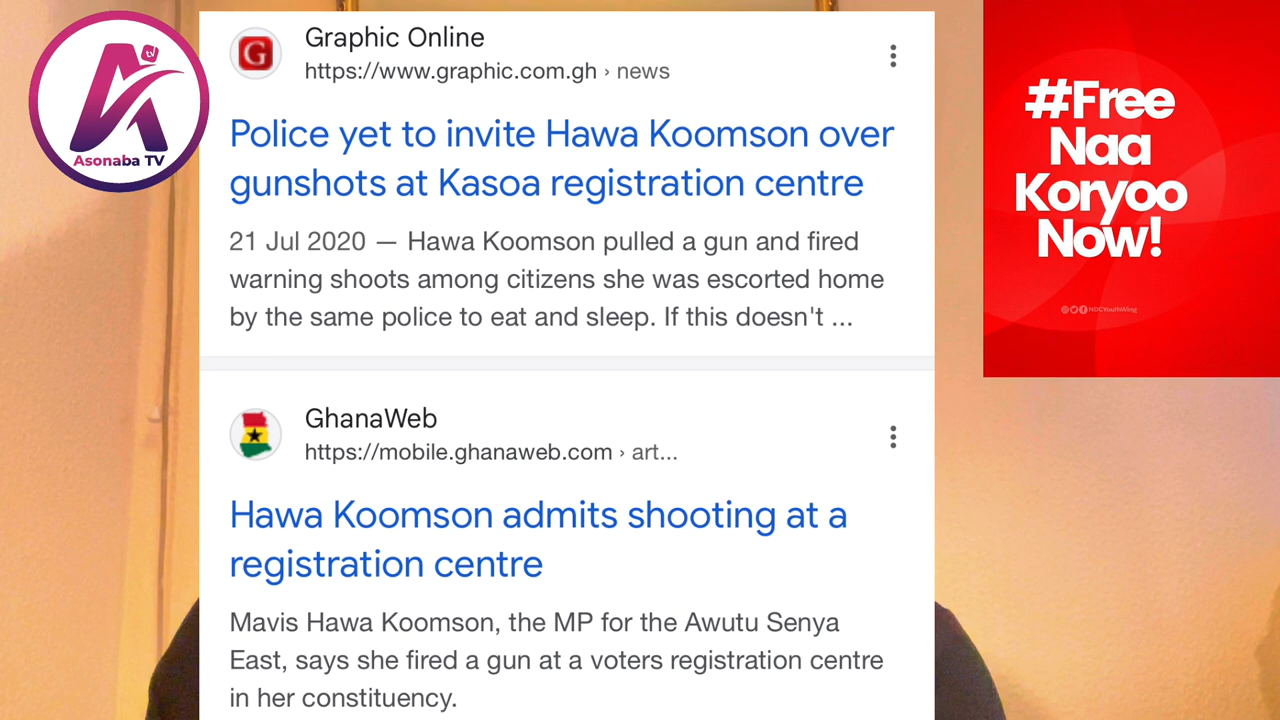 Asonaba TV
tv
Graphic Online
https://www.graphic.com.gh › news
Police yet to invite Hawa Koomson over
gunshots at Kasoa registration centre
21 Jul 2020 — Hawa Koomson pulled a gun and fired
warning shoots among citizens she was escorted home
by the same police to eat and sleep. If this doesn't ...
GhanaWeb
https://mobile.ghanaweb.com › art...
Hawa Koomson admits shooting at a
registration centre
Mavis Hawa Koomson, the MP for the Awutu Senya
East, says she fired a gun at a voters registration centre
in her constituency.
#Free
Naa
Koryoo
Now!
NDCYouthWing